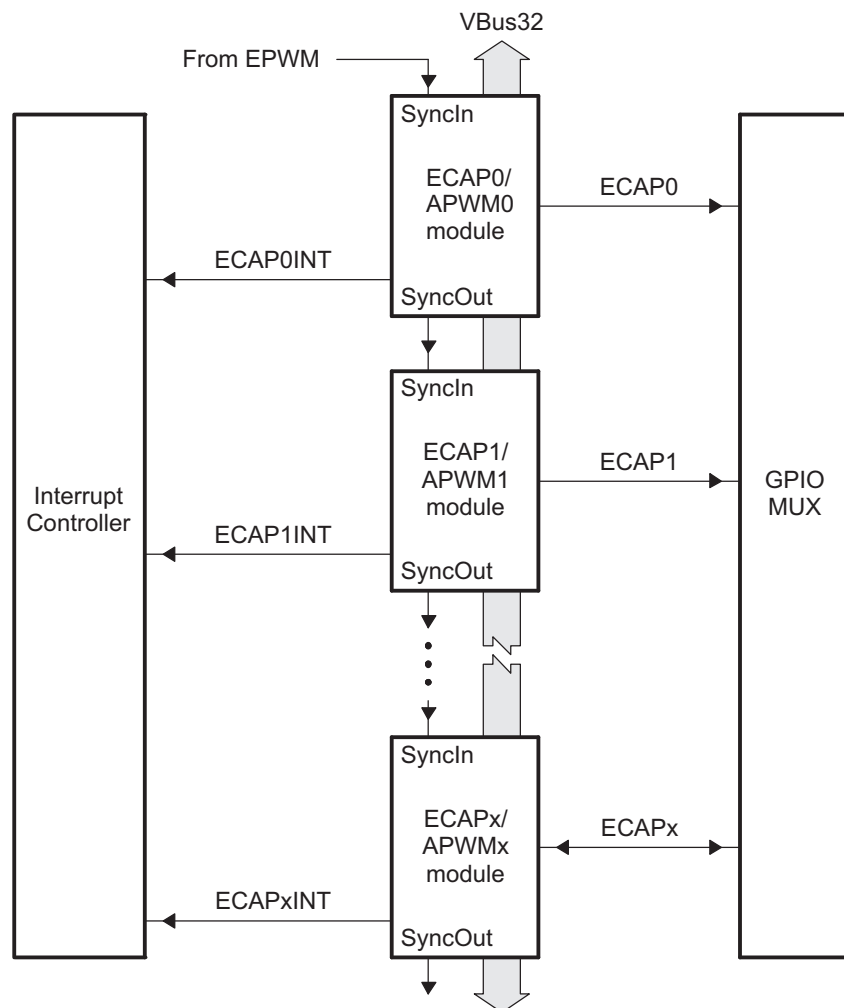 VBus32
From EPWM
SyncIn
ECAP0/
APWM0
module
ECAP0
ECAP0INT
SyncOut
SyncIn
ECAP1/
APWM1
module
ECAP1
GPIO
MUX
Interrupt
Controller
ECAP1INT
SyncOut
SyncIn
ECAPx/
APWMx
module
ECAPx
ECAPxINT
SyncOut